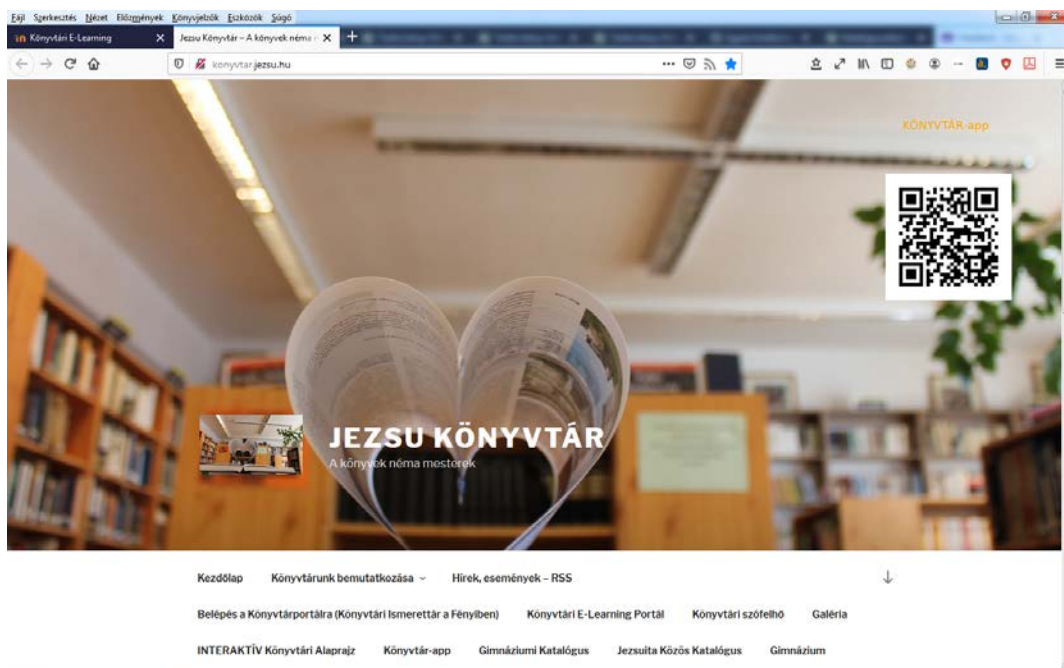 Fájl Szerkesztés Nézet Előzmények Könyvjelzők Eszközök Súgó
in Könyvtári E-Learning
Jezsu Könyvtár – A könyvek néma
konyvtar.jezsu.hu
KÖNYVTÁR-app
JEZSU KÖNYVTÁR
A könyvek néma mesterek
Kezdőlap Könyvtárunk bemutatkozása Hírek, események – RSS
Belépés a Könyvtárportálra (Könyvtári Ismerettár a Fényiben) Könyvtári E-Learning Portál Könyvtári szófelhő Galéria
INTERAKTÍV Könyvtári Alaprajz Könyvtár-app Gimnáziumi Katalógus Jezsuita Közös Katalógus Gimnázium